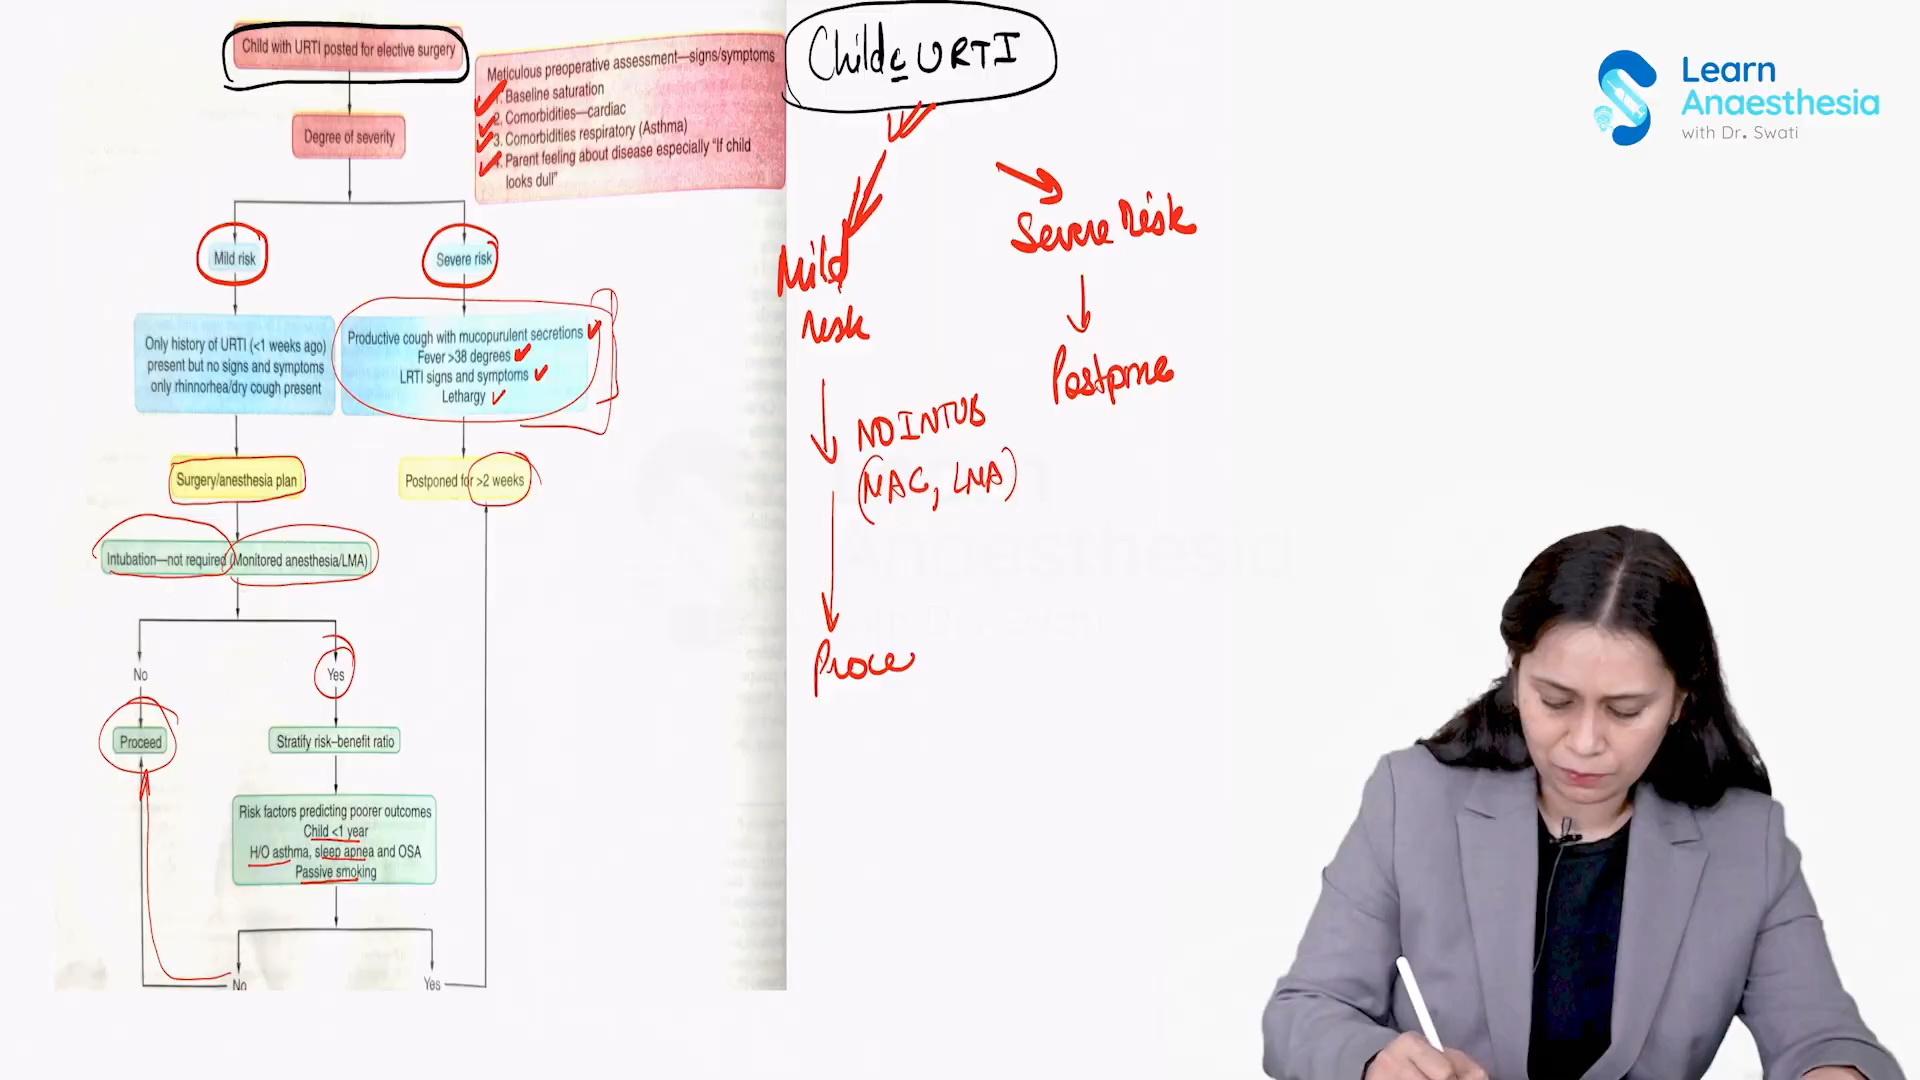 Child with URTI posted for elective surgery
Degree of severity
Meticulous preoperative assessment—signs/symptoms
1. Baseline saturation
2. Comorbidities—cardiac
3. Comorbidities respiratory (Asthma)
4. Parent feeling about disease especially “If child
looks dull”
Mild risk
Severe risk
Only history of URTI (<1 weeks ago)
present but no signs and symptoms
only rhinnorhea/dry cough present
Productive cough with mucopurulent secretions
Fever >38 degrees
LRTI signs and symptoms
Lethargy
Surgery/anesthesia plan
Postponed for >2 weeks
Intubation—not required (Monitored anesthesia/LMA)
No
Yes
Proceed
Stratify risk–benefit ratio
Risk factors predicting poorer outcomes
Child <1 year
H/O asthma, sleep apnea and OSA
Passive smoking
No
Yes
Child c URTI
Mild
risk
Severe Risk
Postpone
NO INTUB
(MAC, LMA)
Proce
Learn
Anaesthesia
with Dr. Swati